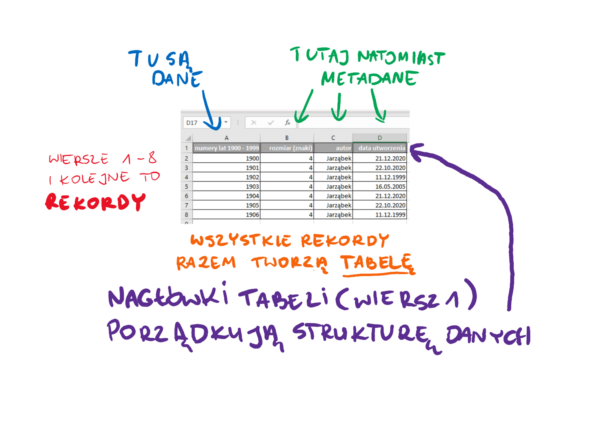 TU SĄ
DANE
TUTAJ NATOMIAST
METADANE
WIERSZE 1-8
I KOLEJNE TO
REKORDY
D17
fx
A B C D
1 numery lat 1900 - 1999 rozmiar [znaki] autor data utworzenia
2 1900 4 Jarząbek 21.12.2020
3 1901 4 Jarząbek 22.10.2020
4 1902 4 Jarząbek 11.12.1999
5 1903 4 Jarząbek 16.05.2005
6 1904 4 Jarząbek 21.12.2020
7 1905 4 Jarząbek 22.10.2020
8 1906 4 Jarząbek 11.12.1999
WSZYSTKIE REKORDY
RAZEM TWORZĄ TABELĘ
NAGŁÓWKI TABELI (WIERSZ 1)
PORZĄDKUJĄ STRUKTURĘ DANYCH